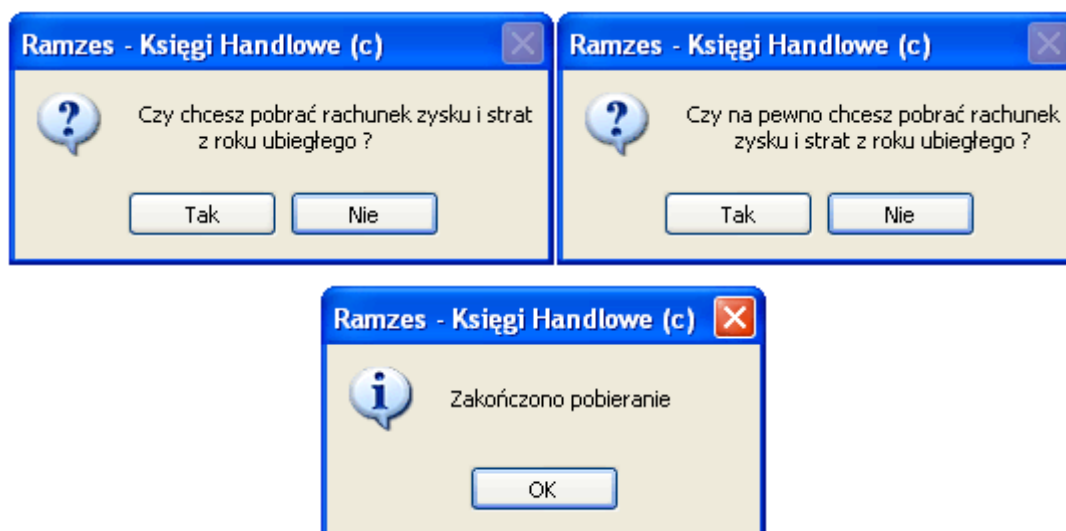 Ramzes - Księgi Handlowe (c)
Czy chcesz pobrać rachunek zysku i strat
z roku ubiegłego ?
Tak
Nie
Ramzes - Księgi Handlowe (c)
Czy na pewno chcesz pobrać rachunek
zysku i strat z roku ubiegłego ?
Tak
Nie
Ramzes - Księgi Handlowe (c)
Zakończono pobieranie
OK